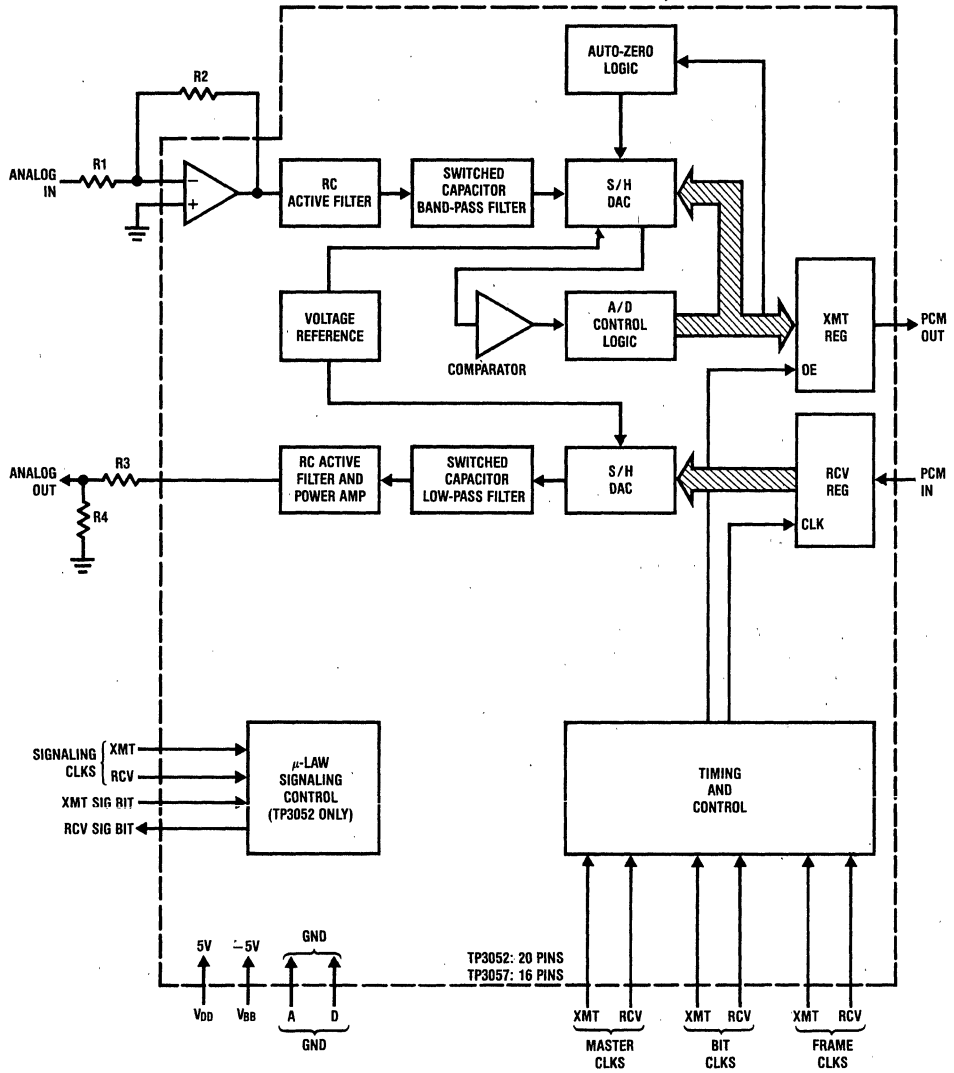 AUTO-ZERO
LOGIC
R2
R1
ANALOG
IN
−
+
RC
ACTIVE FILTER
SWITCHED
CAPACITOR
BAND-PASS FILTER
S/H
DAC
VOLTAGE
REFERENCE
COMPARATOR
A/D
CONTROL
LOGIC
XMT
REG
OE
PCM
OUT
ANALOG
OUT
R3
R4
RC ACTIVE
FILTER AND
POWER AMP
SWITCHED
CAPACITOR
LOW-PASS FILTER
S/H
DAC
RCV
REG
CLK
PCM
IN
SIGNALING
CLKS
XMT
RCV
XMT SIG BIT
RCV SIG BIT
μ-LAW
SIGNALING
CONTROL
(TP3052 ONLY)
TIMING
AND
CONTROL
5V
−5V
GND
TP3052: 20 PINS
TP3057: 16 PINS
VDD
VBB
A
D
GND
XMT RCV
MASTER
CLKS
XMT RCV
BIT
CLKS
XMT RCV
FRAME
CLKS